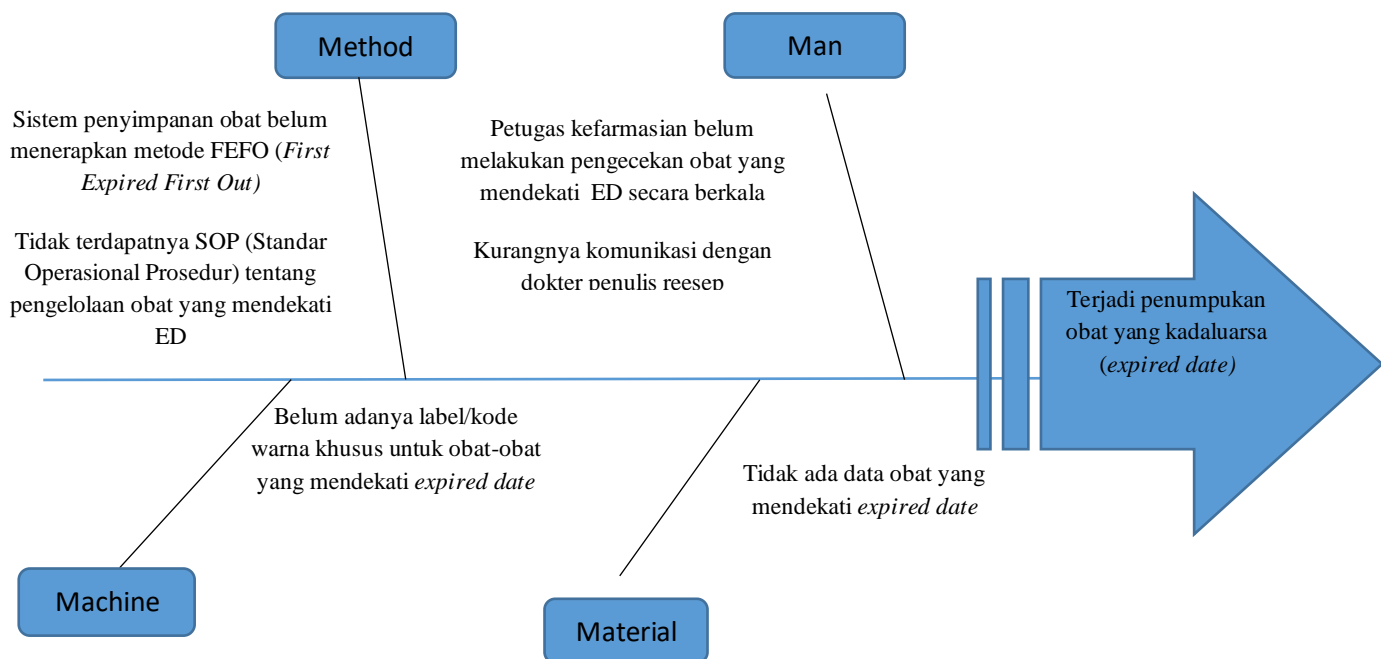 Method
Man
Sistem penyimpanan obat belum
menerapkan metode FEFO (First
Expired First Out)
Tidak terdapatnya SOP (Standar
Operasional Prosedur) tentang
pengelolaan obat yang mendekati
ED
Petugas kefarmasian belum
melakukan pengecekan obat yang
mendekati ED secara berkala
Kurangnya komunikasi dengan
dokter penulis reesep
Terjadi penumpukan
obat yang kadaluarsa
(expired date)
Belum adanya label/kode
warna khusus untuk obat-obat
yang mendekati expired date
Tidak ada data obat yang
mendekati expired date
Machine
Material